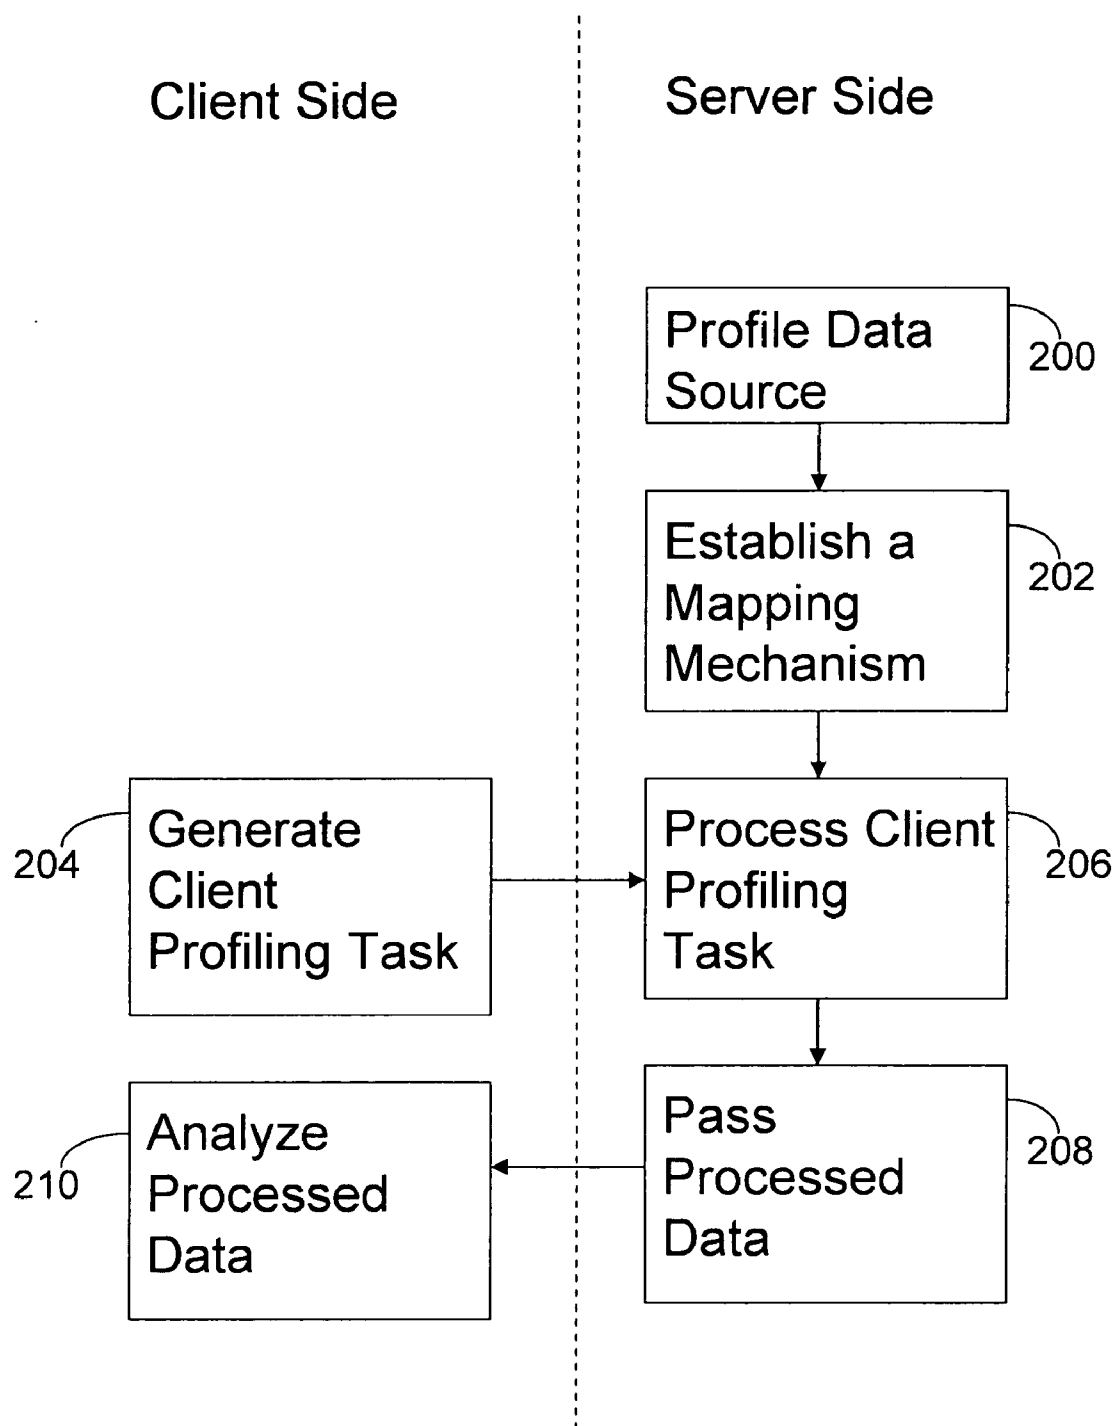 Client Side
Server Side
Profile Data
Source
200
Establish a
Mapping
Mechanism
202
Generate
Client
Profiling Task
204
Process Client
Profiling
Task
206
Pass
Processed
Data
208
Analyze
Processed
Data
210